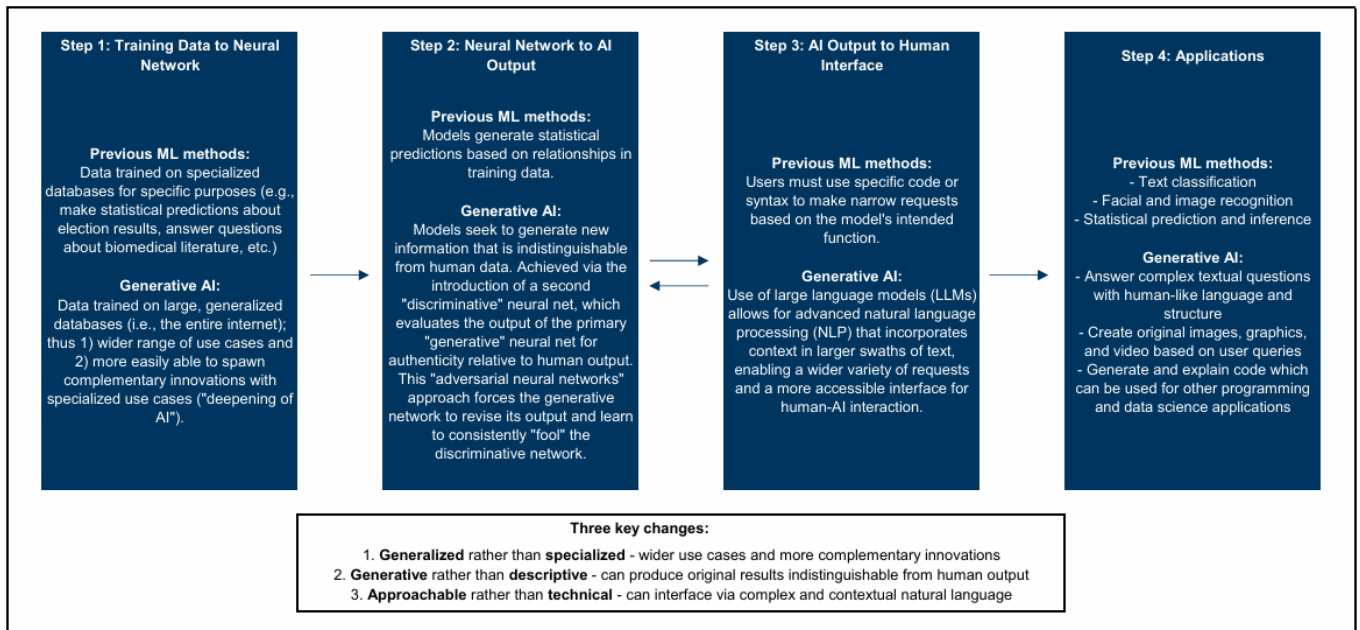 Step 1: Training Data to Neural
Network
Previous ML methods:
Data trained on specialized
databases for specific purposes (e.g.,
make statistical predictions about
election results, answer questions
about biomedical literature, etc.)
Generative AI:
Data trained on large, generalized
databases (i.e., the entire internet);
thus 1) wider range of use cases and
2) more easily able to spawn
complementary innovations with
specialized use cases ("deepening of
AI").
Step 2: Neural Network to AI
Output
Previous ML methods:
Models generate statistical
predictions based on relationships in
training data.
Generative AI:
Models seek to generate new
information that is indistinguishable
from human data. Achieved via the
introduction of a second
"discriminative" neural net, which
evaluates the output of the primary
"generative" neural net for
authenticity relative to human output.
This "adversarial neural networks"
approach forces the generative
network to revise its output and learn
to consistently "fool" the
discriminative network.
Step 3: AI Output to Human
Interface
Previous ML methods:
Users must use specific code or
syntax to make narrow requests
based on the model's intended
function.
Generative AI:
Use of large language models (LLMs)
allows for advanced natural language
processing (NLP) that incorporates
context in larger swaths of text,
enabling a wider variety of requests
and a more accessible interface for
human-AI interaction.
Step 4: Applications
Previous ML methods:
- Text classification
- Facial and image recognition
- Statistical prediction and inference
Generative AI:
- Answer complex textual questions
with human-like language and
structure
- Create original images, graphics,
and video based on user queries
- Generate and explain code which
can be used for other programming
and data science applications
Three key changes:
1. Generalized rather than specialized - wider use cases and more complementary innovations
2. Generative rather than descriptive - can produce original results indistinguishable from human output
3. Approachable rather than technical - can interface via complex and contextual natural language